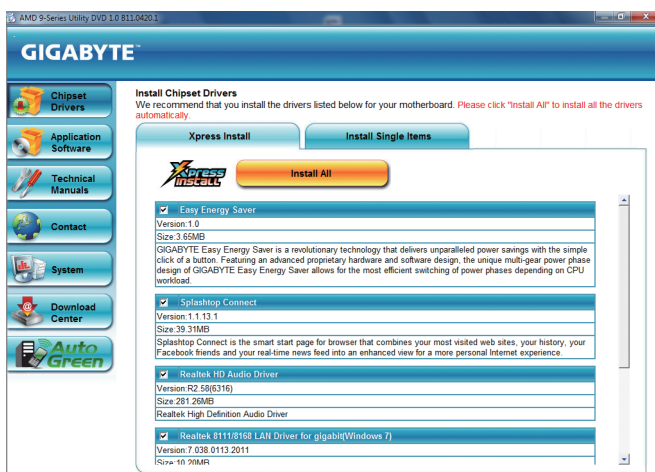 AMD 9-Series Utility DVD 1.0 B11.0420.1
GIGABYTE™
Chipset
Drivers
Application
Software
Technical
Manuals
Contact
System
Download
Center
Auto
Green
Install Chipset Drivers
We recommend that you install the drivers listed below for your motherboard. Please click "Install All" to install all the drivers
automatically.
Xpress Install
Install Single Items
Xpress
INSTALL
Install All
Easy Energy Saver
Version:1.0
Size:3.65MB
GIGABYTE Easy Energy Saver is a revolutionary technology that delivers unparalleled power savings with the simple
click of a button. Featuring an advanced proprietary hardware and software design, the unique multi-gear power phase
design of GIGABYTE Easy Energy Saver allows for the most efficient switching of power phases depending on CPU
workload.
Splashtop Connect
Version:1.1.13.1
Size:39.31MB
Splashtop Connect is the smart start page for browser that combines your most visited web sites, your history, your
Facebook friends and your real-time news feed into an enhanced view for a more personal Internet experience.
Realtek HD Audio Driver
Version:R2.58(6316)
Size:281.26MB
Realtek High Definition Audio Driver
Realtek 8111/8168 LAN Driver for gigabit(Windows 7)
Version:7.038.0113.2011
Size:10.20MB